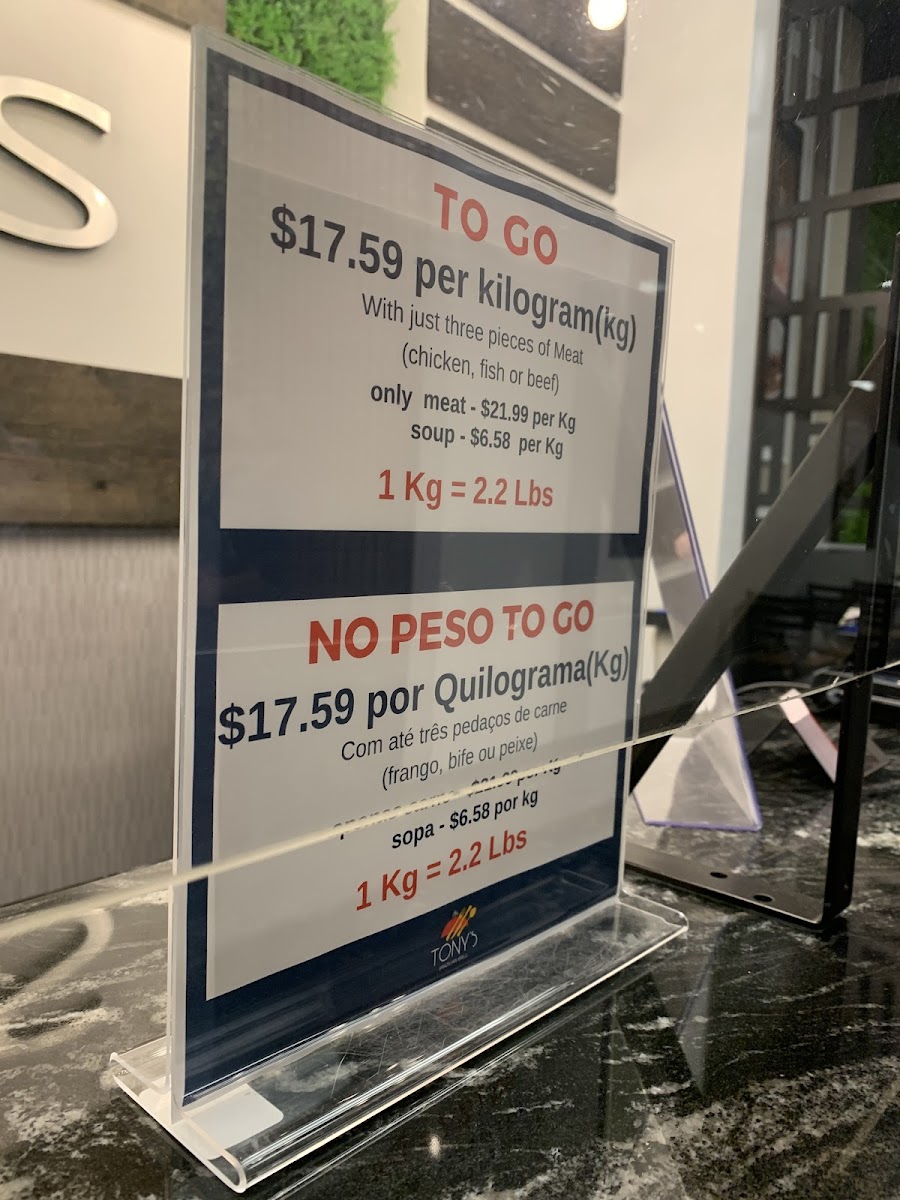 S
TO GO
$17.59 per kilogram(kg)
With just three pieces of Meat
(chicken, fish or beef)
only meat - $21.99 per Kg
soup - $6.58 per Kg
1 Kg = 2.2 Lbs
NO PESO TO GO
$17.59 por Quilograma(Kg)
Com até três pedaços de carne
(frango, bife ou peixe)
sopa - $6.58 por kg
1 Kg = 2.2 Lbs
TONY'S